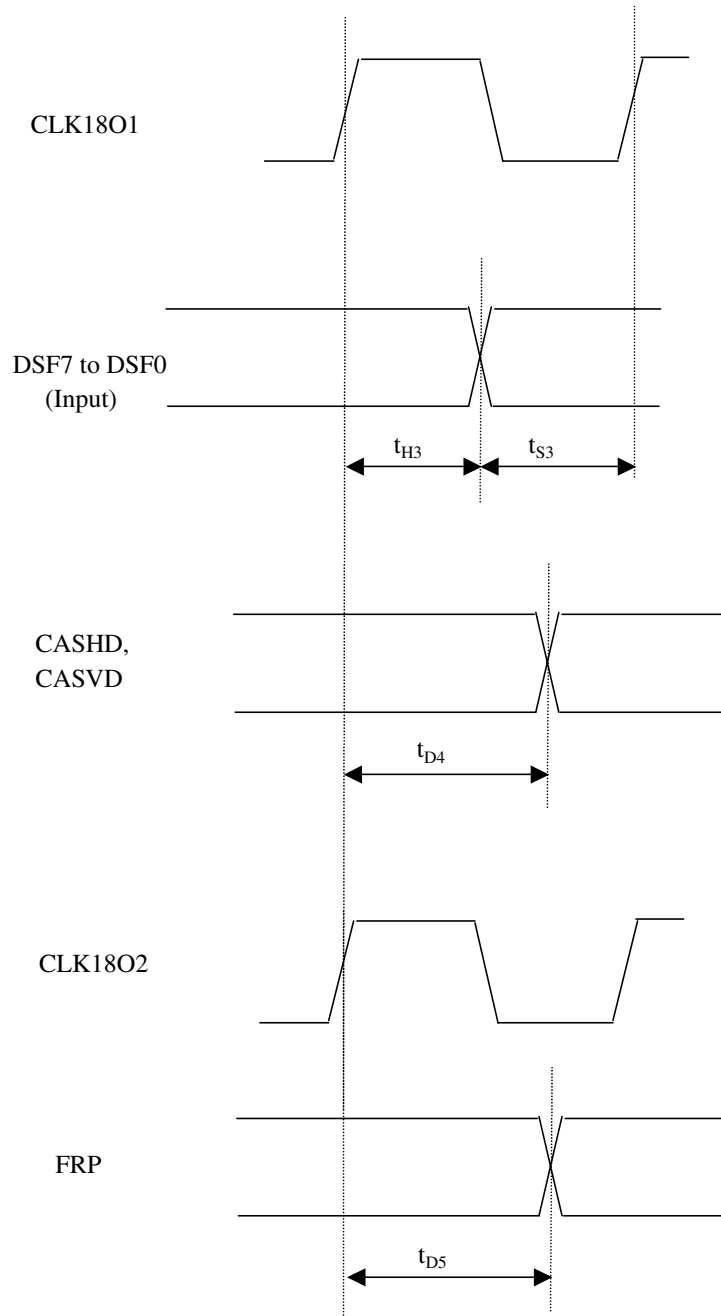 CLK18O1
DSF7 to DSF0
(Input)
tH3
tS3
CASHD,
CASVD
tD4
CLK18O2
FRP
tD5